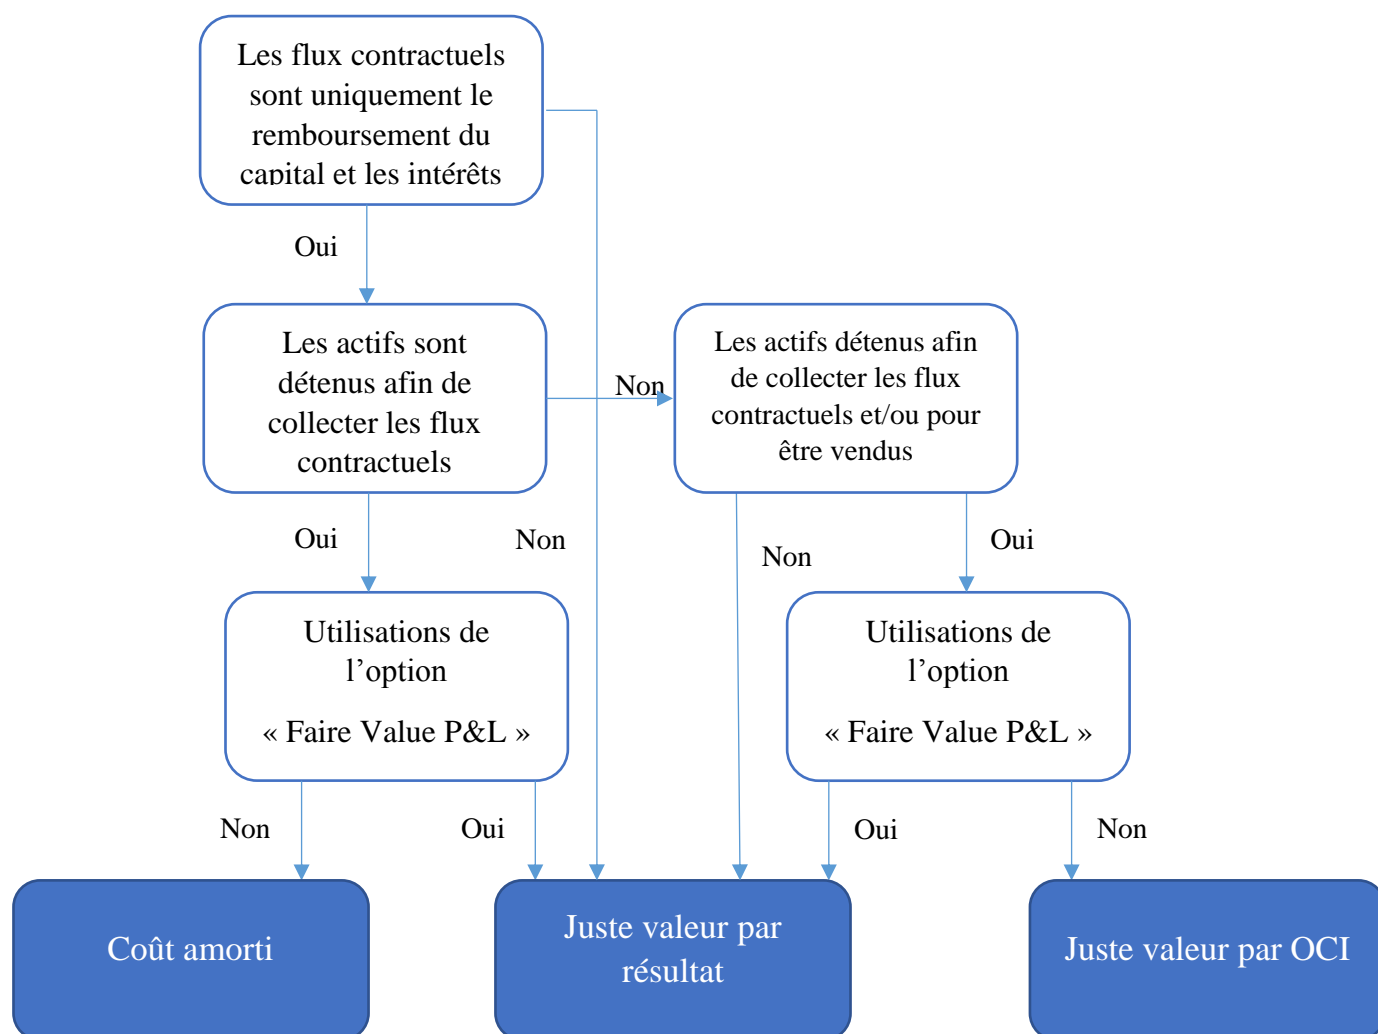 Les flux contractuels
sont uniquement le
remboursement du
capital et les intérêts
Oui
Les actifs sont
détenus afin de
collecter les flux
contractuels
Non
Les actifs détenus afin
de collecter les flux
contractuels et/ou pour
être vendus
Oui
Non
Non
Oui
Utilisations de
l’option
« Faire Value P&L »
Utilisations de
l’option
« Faire Value P&L »
Non
Oui
Oui
Non
Coût amorti
Juste valeur par
résultat
Juste valeur par OCI